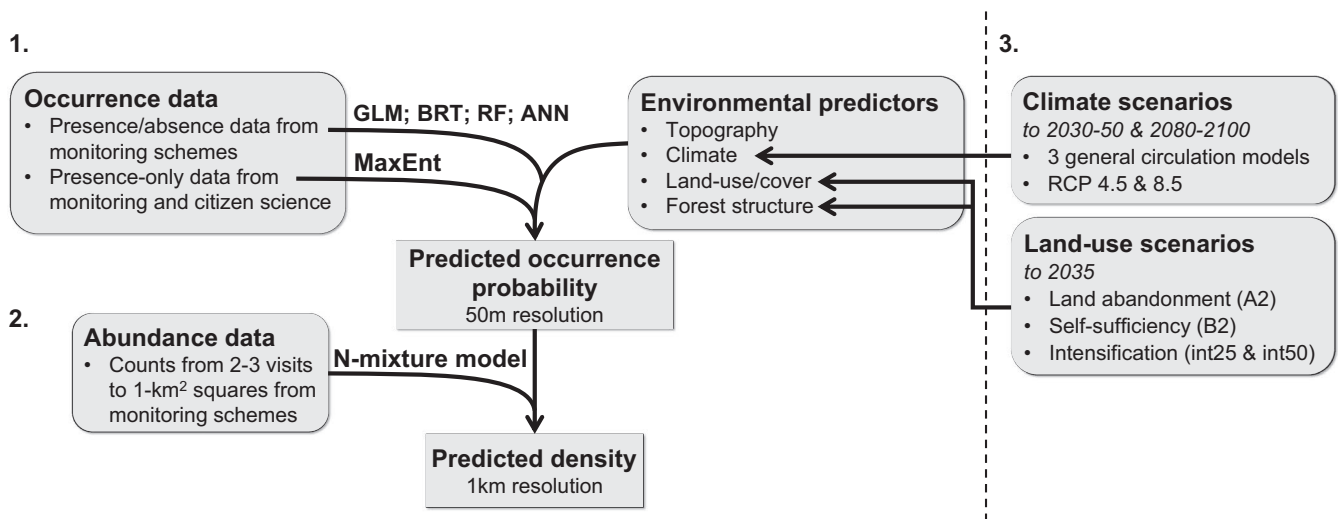 1.
Occurrence data
• Presence/absence data from
monitoring schemes
• Presence-only data from
monitoring and citizen science
GLM; BRT; RF; ANN
MaxEnt
Environmental predictors
• Topography
• Climate
• Land-use/cover
• Forest structure
Predicted occurrence
probability
50m resolution
2.
Abundance data
• Counts from 2-3 visits
to 1-km² squares from
monitoring schemes
N-mixture model
Predicted density
1km resolution
3.
Climate scenarios
to 2030-50 & 2080-2100
• 3 general circulation models
• RCP 4.5 & 8.5
Land-use scenarios
to 2035
• Land abandonment (A2)
• Self-sufficiency (B2)
• Intensification (int25 & int50)